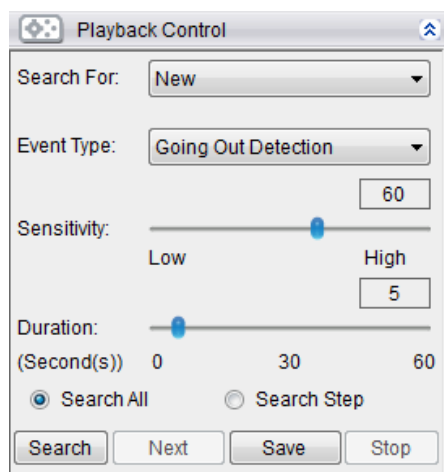 Playback Control
Search For: New
Event Type: Going Out Detection
60
Sensitivity:
Low High
5
Duration:
(Second(s)) 0 30 60
Search All Search Step
Search Next Save Stop